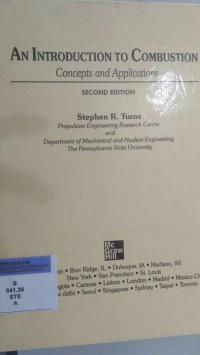 AN INTRODUCTION TO COMBUSTION
Concepts and Applications
SECOND EDITION
Stephen R. Turns
Propulsion Engineering Research Center
and
Department of Mechanical and Nuclear Engineering
The Pennsylvania State University
Mc
Graw
Hill
Burr Ridge, IL • Dubuque, IA • Madison, WI
New York • San Francisco • St. Louis
• Caracas • Lisbon • London • Madrid • Mexico
delhi • Seoul • Singapore • Sydney • Taipei • Toronto
S
541.36
STE
A